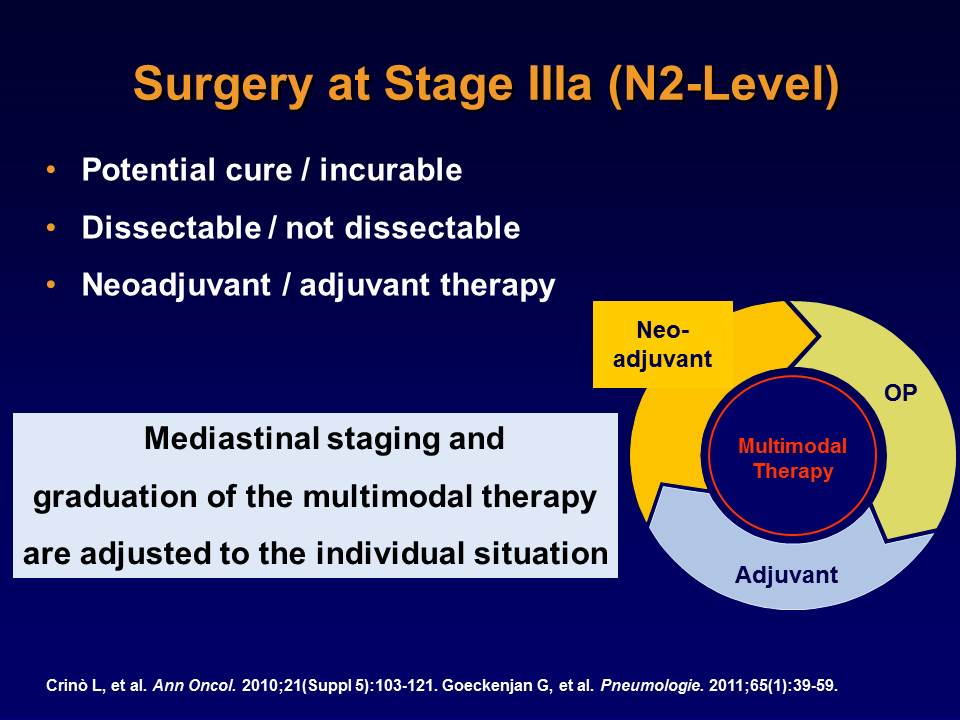 Surgery at Stage IIIa (N2-Level)
• Potential cure / incurable
• Dissectable / not dissectable
• Neoadjuvant / adjuvant therapy
Neo-
adjuvant
OP
Multimodal
Therapy
Adjuvant
Mediastinal staging and
graduation of the multimodal therapy
are adjusted to the individual situation
Crinò L, et al. Ann Oncol. 2010;21(Suppl 5):103-121. Goeckenjan G, et al. Pneumologie. 2011;65(1):39-59.